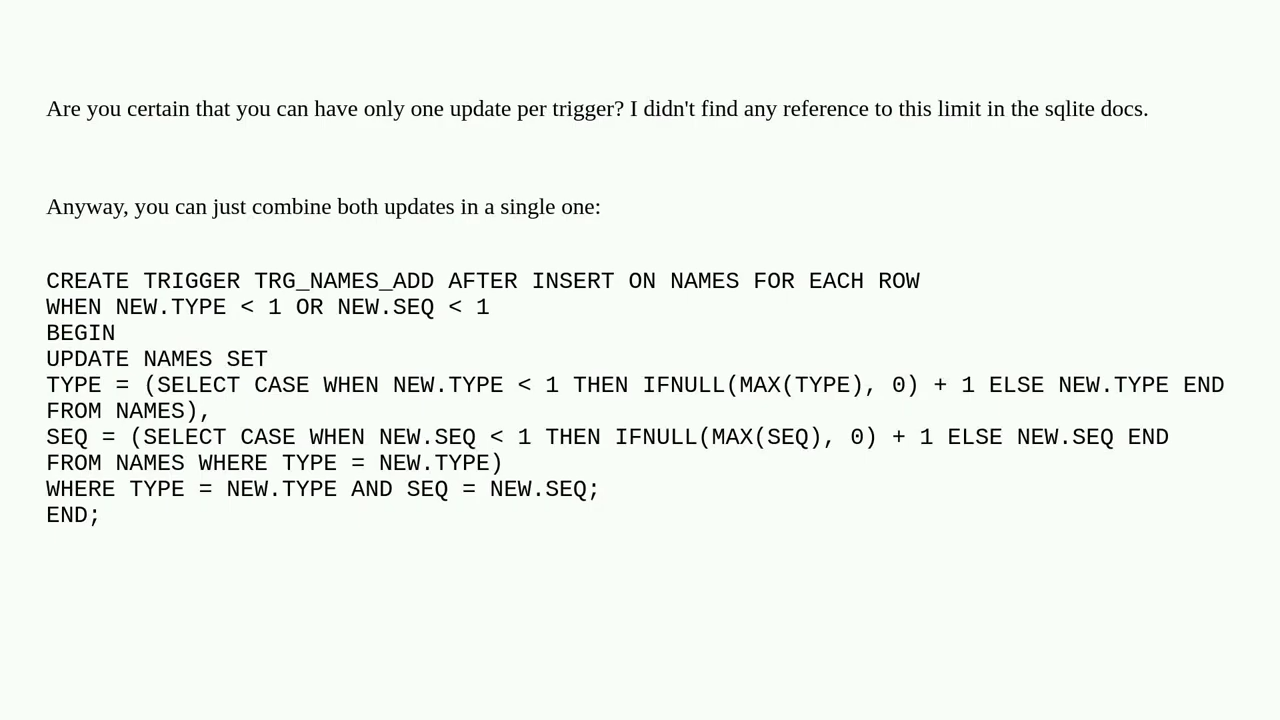 Are you certain that you can have only one update per trigger? I didn't find any reference to this limit in the sqlite docs.
Anyway, you can just combine both updates in a single one:
CREATE TRIGGER TRG_NAMES_ADD AFTER INSERT ON NAMES FOR EACH ROW
WHEN NEW.TYPE < 1 OR NEW.SEQ < 1
BEGIN
UPDATE NAMES SET
TYPE = (SELECT CASE WHEN NEW.TYPE < 1 THEN IFNULL(MAX(TYPE), 0) + 1 ELSE NEW.TYPE END
FROM NAMES),
SEQ = (SELECT CASE WHEN NEW.SEQ < 1 THEN IFNULL(MAX(SEQ), 0) + 1 ELSE NEW.SEQ END
FROM NAMES WHERE TYPE = NEW.TYPE)
WHERE TYPE = NEW.TYPE AND SEQ = NEW.SEQ;
END;